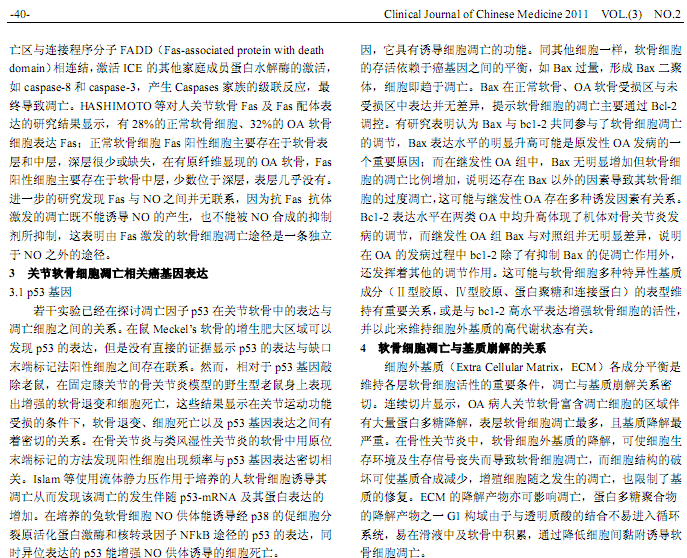 -40-
Clinical Journal of Chinese Medicine 2011 VOL.(3) NO.2
亡区与连接程序分子 FADD（Fas-associated protein with death
domain）相连结，激活 ICE 的其他家庭成员蛋白水解酶的激活，
如 caspase-8 和 caspase-3，产生 Caspases 家族的级联反应，最
终导致凋亡。HASHIMOTO 等对人关节软骨 Fas 及 Fas 配体表
达的研究结果显示，有 28%的正常软骨细胞、32%的 OA 软骨
细胞表达 Fas；正常软骨细胞 Fas 阳性细胞主要存在于软骨表
层和中层，深层很少或缺失，在有原纤维显现的 OA 软骨，Fas
阳性细胞主要存在于软骨中层，少数位于深层，表层几乎没有。
进一步的研究发现 Fas 与 NO 之间并无联系，因为抗 Fas 抗体
激发的凋亡既不能诱导 NO 的产生，也不能被 NO 合成的抑制
剂所抑制，这表明由 Fas 激发的软骨细胞凋亡途径是一条独立
于 NO 之外的途径。
3 关节软骨细胞凋亡相关癌基因表达
3.1 p53 基因
若干实验已经在探讨凋亡因子 p53 在关节软骨中的表达与
凋亡细胞之间的关系。在鼠 Meckel's 软骨的增生肥大区域可以
发现 p53 的表达，但是没有直接的证据显示 p53 的表达与缺口
末端标记法阳性细胞之间存在联系。然而，相对于 p53 基因敲
除老鼠，在固定膝关节的骨关节炎模型的野生型老鼠身上表现
出增强的软骨退变和细胞死亡，这些结果显示在关节运动功能
受损的条件下，软骨退变、细胞死亡以及 p53 基因表达之间有
着密切的关系。在骨关节炎与类风湿性关节炎的软骨中用原位
末端标记的方法发现阳性细胞出现频率与 p53 基因表达密切相
关。Islam 等使用流体静力压作用于培养的人软骨细胞诱导其
凋亡从而发现该凋亡的发生伴随 p53-mRNA 及其蛋白表达的
增加。在培养的兔软骨细胞 NO 供体能诱导经 p38 的促细胞分
裂原活化蛋白激酶和核转录因子 NFkB 途径的 p53 的表达，同
时异位表达的 p53 能增强 NO 供体诱导的细胞死亡。
因，它具有诱导细胞凋亡的功能。同其他细胞一样，软骨细胞
的存活依赖于癌基因之间的平衡，如 Bax 过量，形成 Bax 二聚
体，细胞即趋于凋亡。Bax 在正常软骨、OA 软骨受损区与未
受损区中表达并无差异，提示软骨细胞的凋亡主要通过 Bcl-2
调控。有研究表明认为 Bax 与 bc1-2 共同参与了软骨细胞凋亡
的调节，Bax 表达水平的明显升高可能是原发性 OA 发病的一
个重要原因；而在继发性 OA 组中，Bax 无明显增加但软骨细
胞的凋亡比例增加，说明还存在 Bax 以外的因素导致其软骨细
胞的过度凋亡，这可能与继发性 OA 存在多种诱发因素有关系。
Bc1-2 表达水平在两类 OA 中均升高体现了机体对骨关节炎发
病的调节，而继发性 OA 组 Bax 与对照组并无明显差异，说明
在 OA 的发病过程中 bc1-2 除了有抑制 Bax 的促凋亡作用外，
还发挥着其他的调节作用。这可能与软骨细胞多种特异性基质
成分（Ⅱ型胶原、Ⅳ型胶原、蛋白聚糖和连接蛋白）的表型维
持有重要关系，或是与 bc1-2 高水平表达增强软骨细胞的活性，
并以此来维持细胞外基质的高代谢状态有关。
4 软骨细胞凋亡与基质崩解的关系
细胞外基质（Extra Cellular Matrix，ECM）各成分平衡是
维持各层软骨细胞活性的重要条件，凋亡与基质崩解关系密
切。连续切片显示，OA 病人关节软骨富含凋亡细胞的区域伴
有大量蛋白多糖降解，表层软骨细胞凋亡最多，且基质降解最
严重。在骨性关节炎中，软骨细胞外基质的降解，可使细胞生
存环境及生存信号丧失而导致软骨细胞凋亡，而细胞结构的破
坏可使基质合成减少，增殖细胞随之发生的凋亡，也限制了基
质的修复。ECM 的降解产物亦可影响凋亡，蛋白多糖聚合物
的降解产物之一 G1 构域由于与透明质酸的结合不易进入循环
系统，易在滑液中及软骨中积累，通过降低细胞间黏附诱导软
骨细胞凋亡。